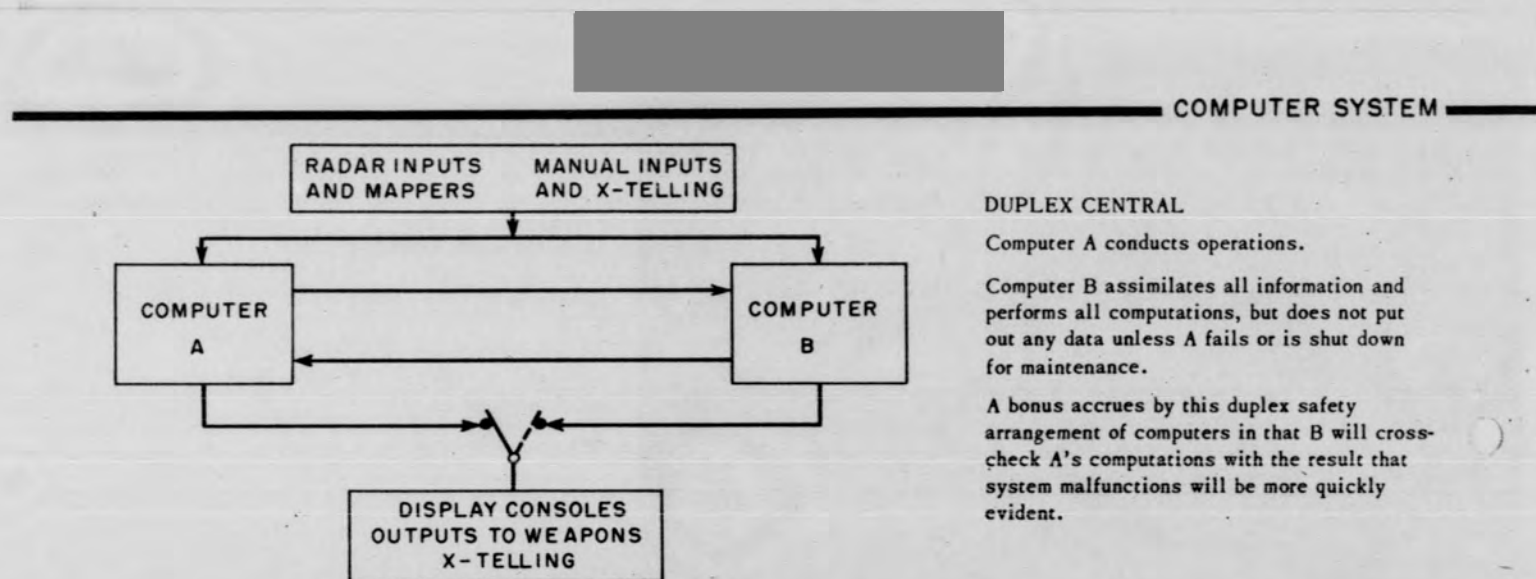 COMPUTER SYSTEM
RADAR INPUTS MANUAL INPUTS
AND MAPPERS AND X-TELLING
COMPUTER
A
COMPUTER
B
DISPLAY CONSOLES
OUTPUTS TO WEAPONS
X-TELLING
DUPLEX CENTRAL
Computer A conducts operations.
Computer B assimilates all information and
performs all computations, but does not put
out any data unless A fails or is shut down
for maintenance.
A bonus accrues by this duplex safety
arrangement of computers in that B will cross-
check A's computations with the result that
system malfunctions will be more quickly
evident.